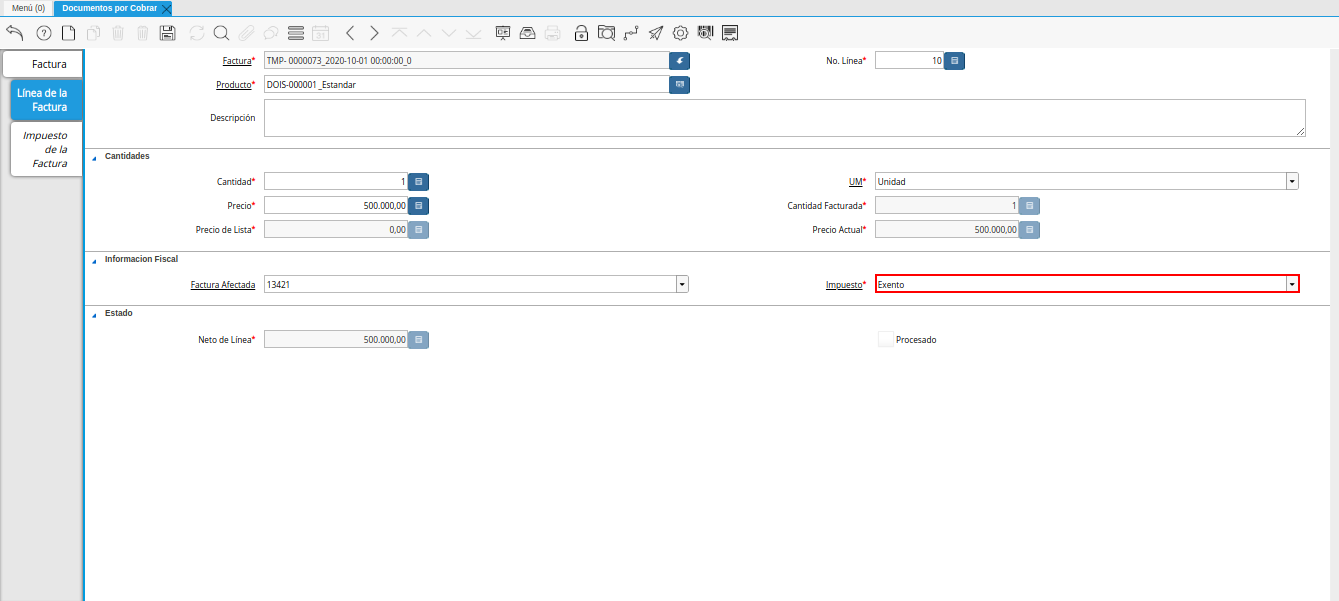 Menú (0) Documentos por Cobrar
Factura
Línea de la
Factura
Impuesto
de la
Factura
Factura* TMP- 0000073_2020-10-01 00:00:00_0 No. Línea* 10
Producto* DOIS-000001_Estandar
Descripción
Cantidades
Cantidad* 1 UM* Unidad
Precio* 500.000,00 Cantidad Facturada* 1
Precio de Lista* 0,00 Precio Actual* 500.000,00
Informacion Fiscal
Factura Afectada 13421 Impuesto* Exento
Estado
Neto de Línea* 500.000,00 Procesado